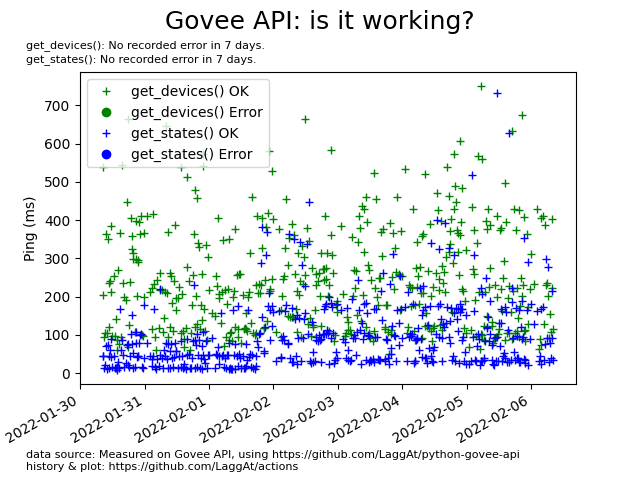 Govee API: is it working?
get_devices(): No recorded error in 7 days.
get_states(): No recorded error in 7 days.
get_devices() OK
get_devices() Error
get_states() OK
get_states() Error
Ping (ms)
700
600
500
400
300
200
100
0
2022-01-30
2022-01-31
2022-02-01
2022-02-02
2022-02-03
2022-02-04
2022-02-05
2022-02-06
data source: Measured on Govee API, using https://github.com/LaggAt/python-govee-api
history & plot: https://github.com/LaggAt/actions